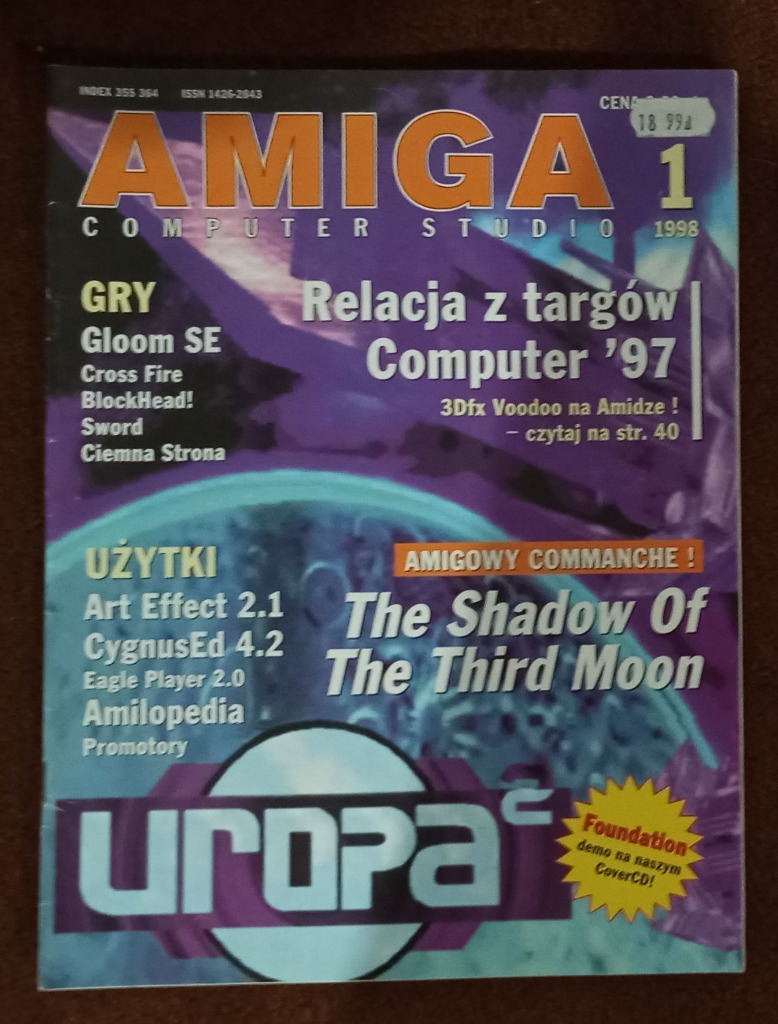 INDEX 355 364 ISSN 1426-2843
CENA
18 99zł
AMIGA
1
COMPUTER STUDIO
1998
GRY
Gloom SE
Cross Fire
BlockHead!
Sword
Ciemna Strona
Relacja z targów
Computer '97
3Dfx Voodoo na Amidze !
– czytaj na str. 40
UŻYTKI
Art Effect 2.1
CygnusEd 4.2
Eagle Player 2.0
Amilopedia
Promotory
AMIGOWY COMMANCHE !
The Shadow Of
The Third Moon
UROPA²
Foundation
demo na naszym
CoverCD!